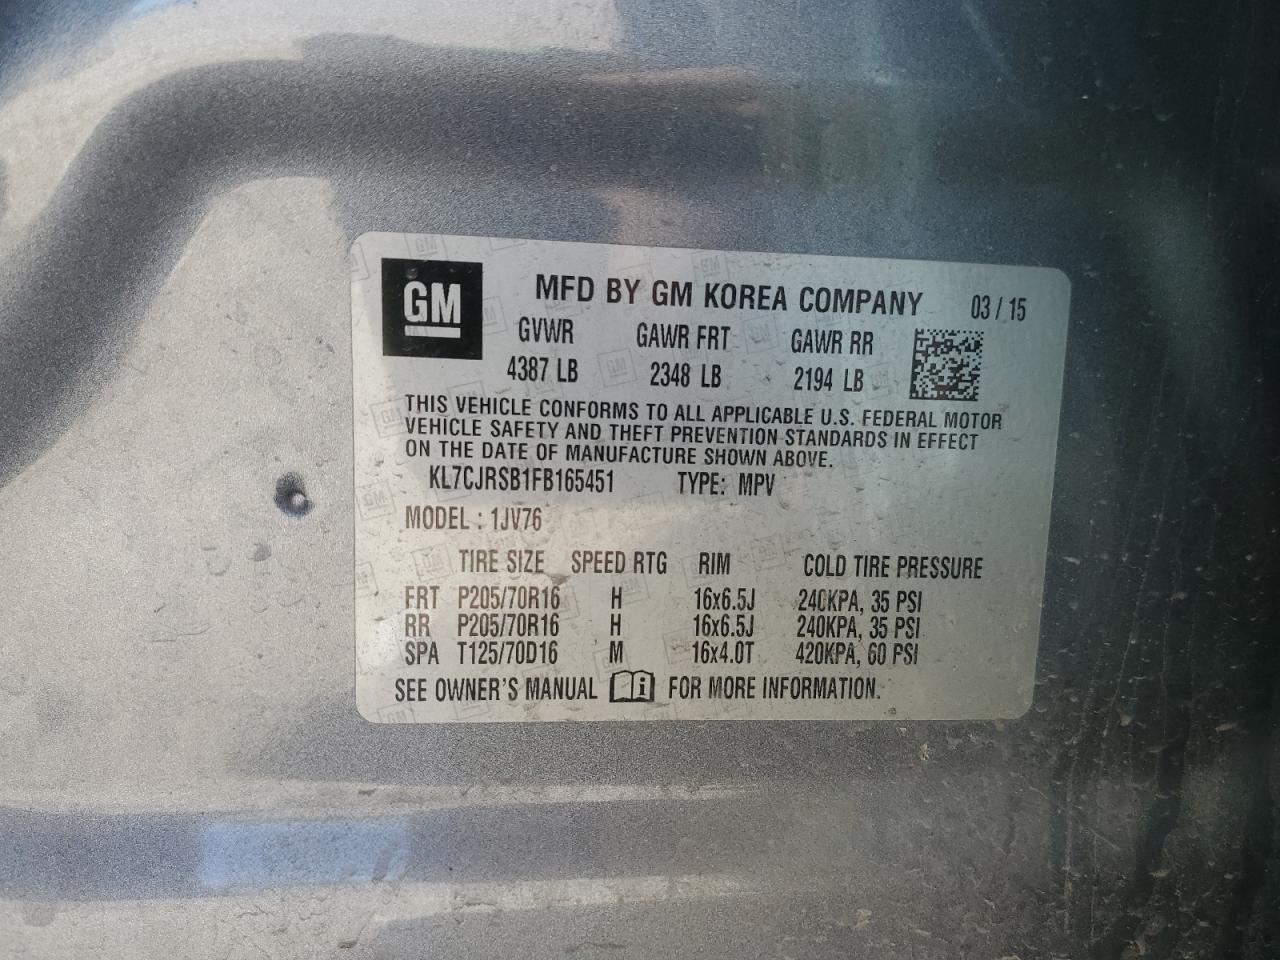 GM
MFD BY GM KOREA COMPANY 03 / 15
GVWR GAWR FRT GAWR RR
4387 LB 2348 LB 2194 LB
THIS VEHICLE CONFORMS TO ALL APPLICABLE U.S. FEDERAL MOTOR
VEHICLE SAFETY AND THEFT PREVENTION STANDARDS IN EFFECT
ON THE DATE OF MANUFACTURE SHOWN ABOVE.
KL7CJRSB1FB165451 TYPE: MPV
MODEL : 1JV76
TIRE SIZE SPEED RTG RIM COLD TIRE PRESSURE
FRT P205/70R16 H 16x6.5J 240KPA, 35 PSI
RR P205/70R16 H 16x6.5J 240KPA, 35 PSI
SPA T125/70D16 M 16x4.0T 420KPA, 60 PSI
SEE OWNER'S MANUAL i FOR MORE INFORMATION.